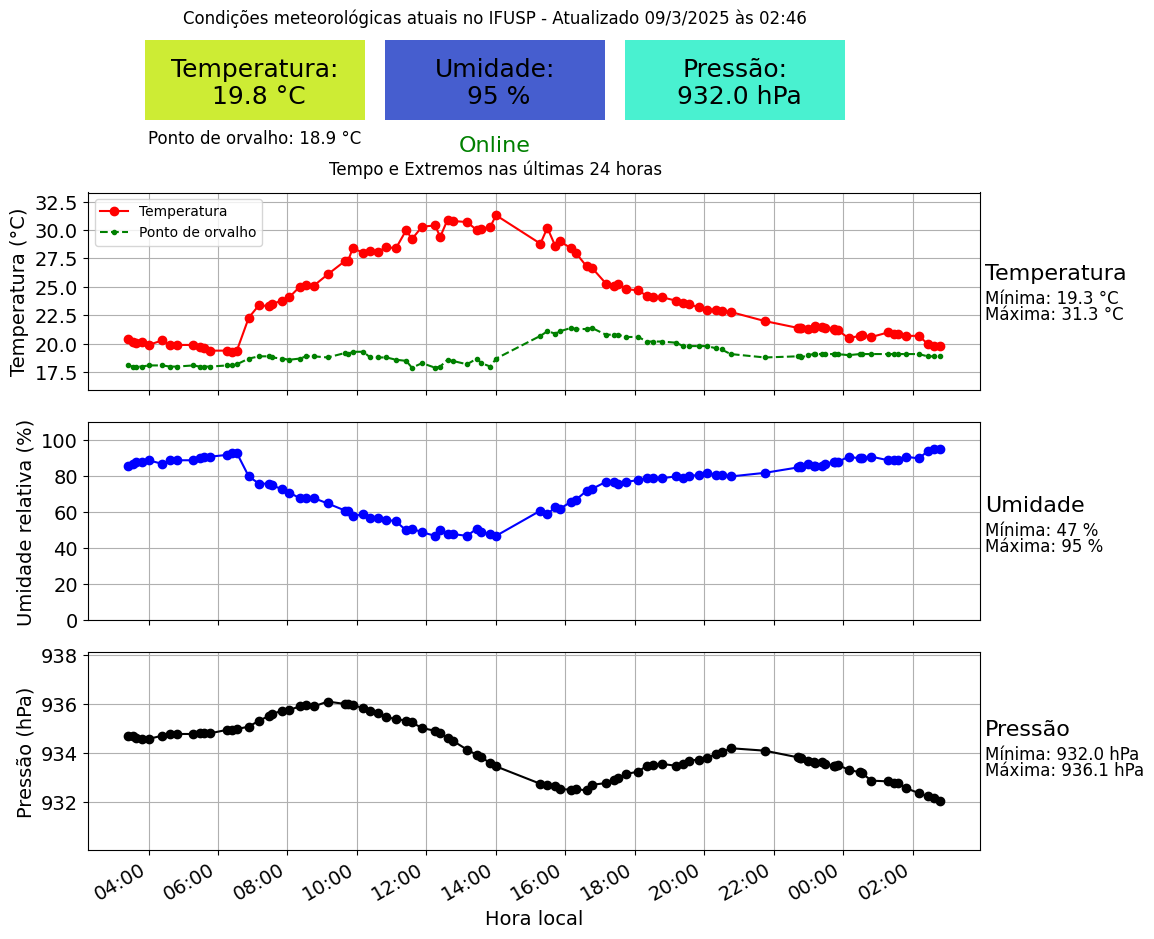 Condições meteorológicas atuais no IFUSP - Atualizado 09/3/2025 às 02:46
Temperatura:
19.8 °C
Umidade:
95 %
Pressão:
932.0 hPa
Ponto de orvalho: 18.9 °C
Online
Tempo e Extremos nas últimas 24 horas
Temperatura (°C)
32.5
30.0
27.5
25.0
22.5
20.0
17.5
Temperatura
Ponto de orvalho
Temperatura
Mínima: 19.3 °C
Máxima: 31.3 °C
Umidade relativa (%)
100
80
60
40
20
0
Umidade
Mínima: 47 %
Máxima: 95 %
Pressão (hPa)
938
936
934
932
Pressão
Mínima: 932.0 hPa
Máxima: 936.1 hPa
04:00 06:00 08:00 10:00 12:00 14:00 16:00 18:00 20:00 22:00 00:00 02:00
Hora local